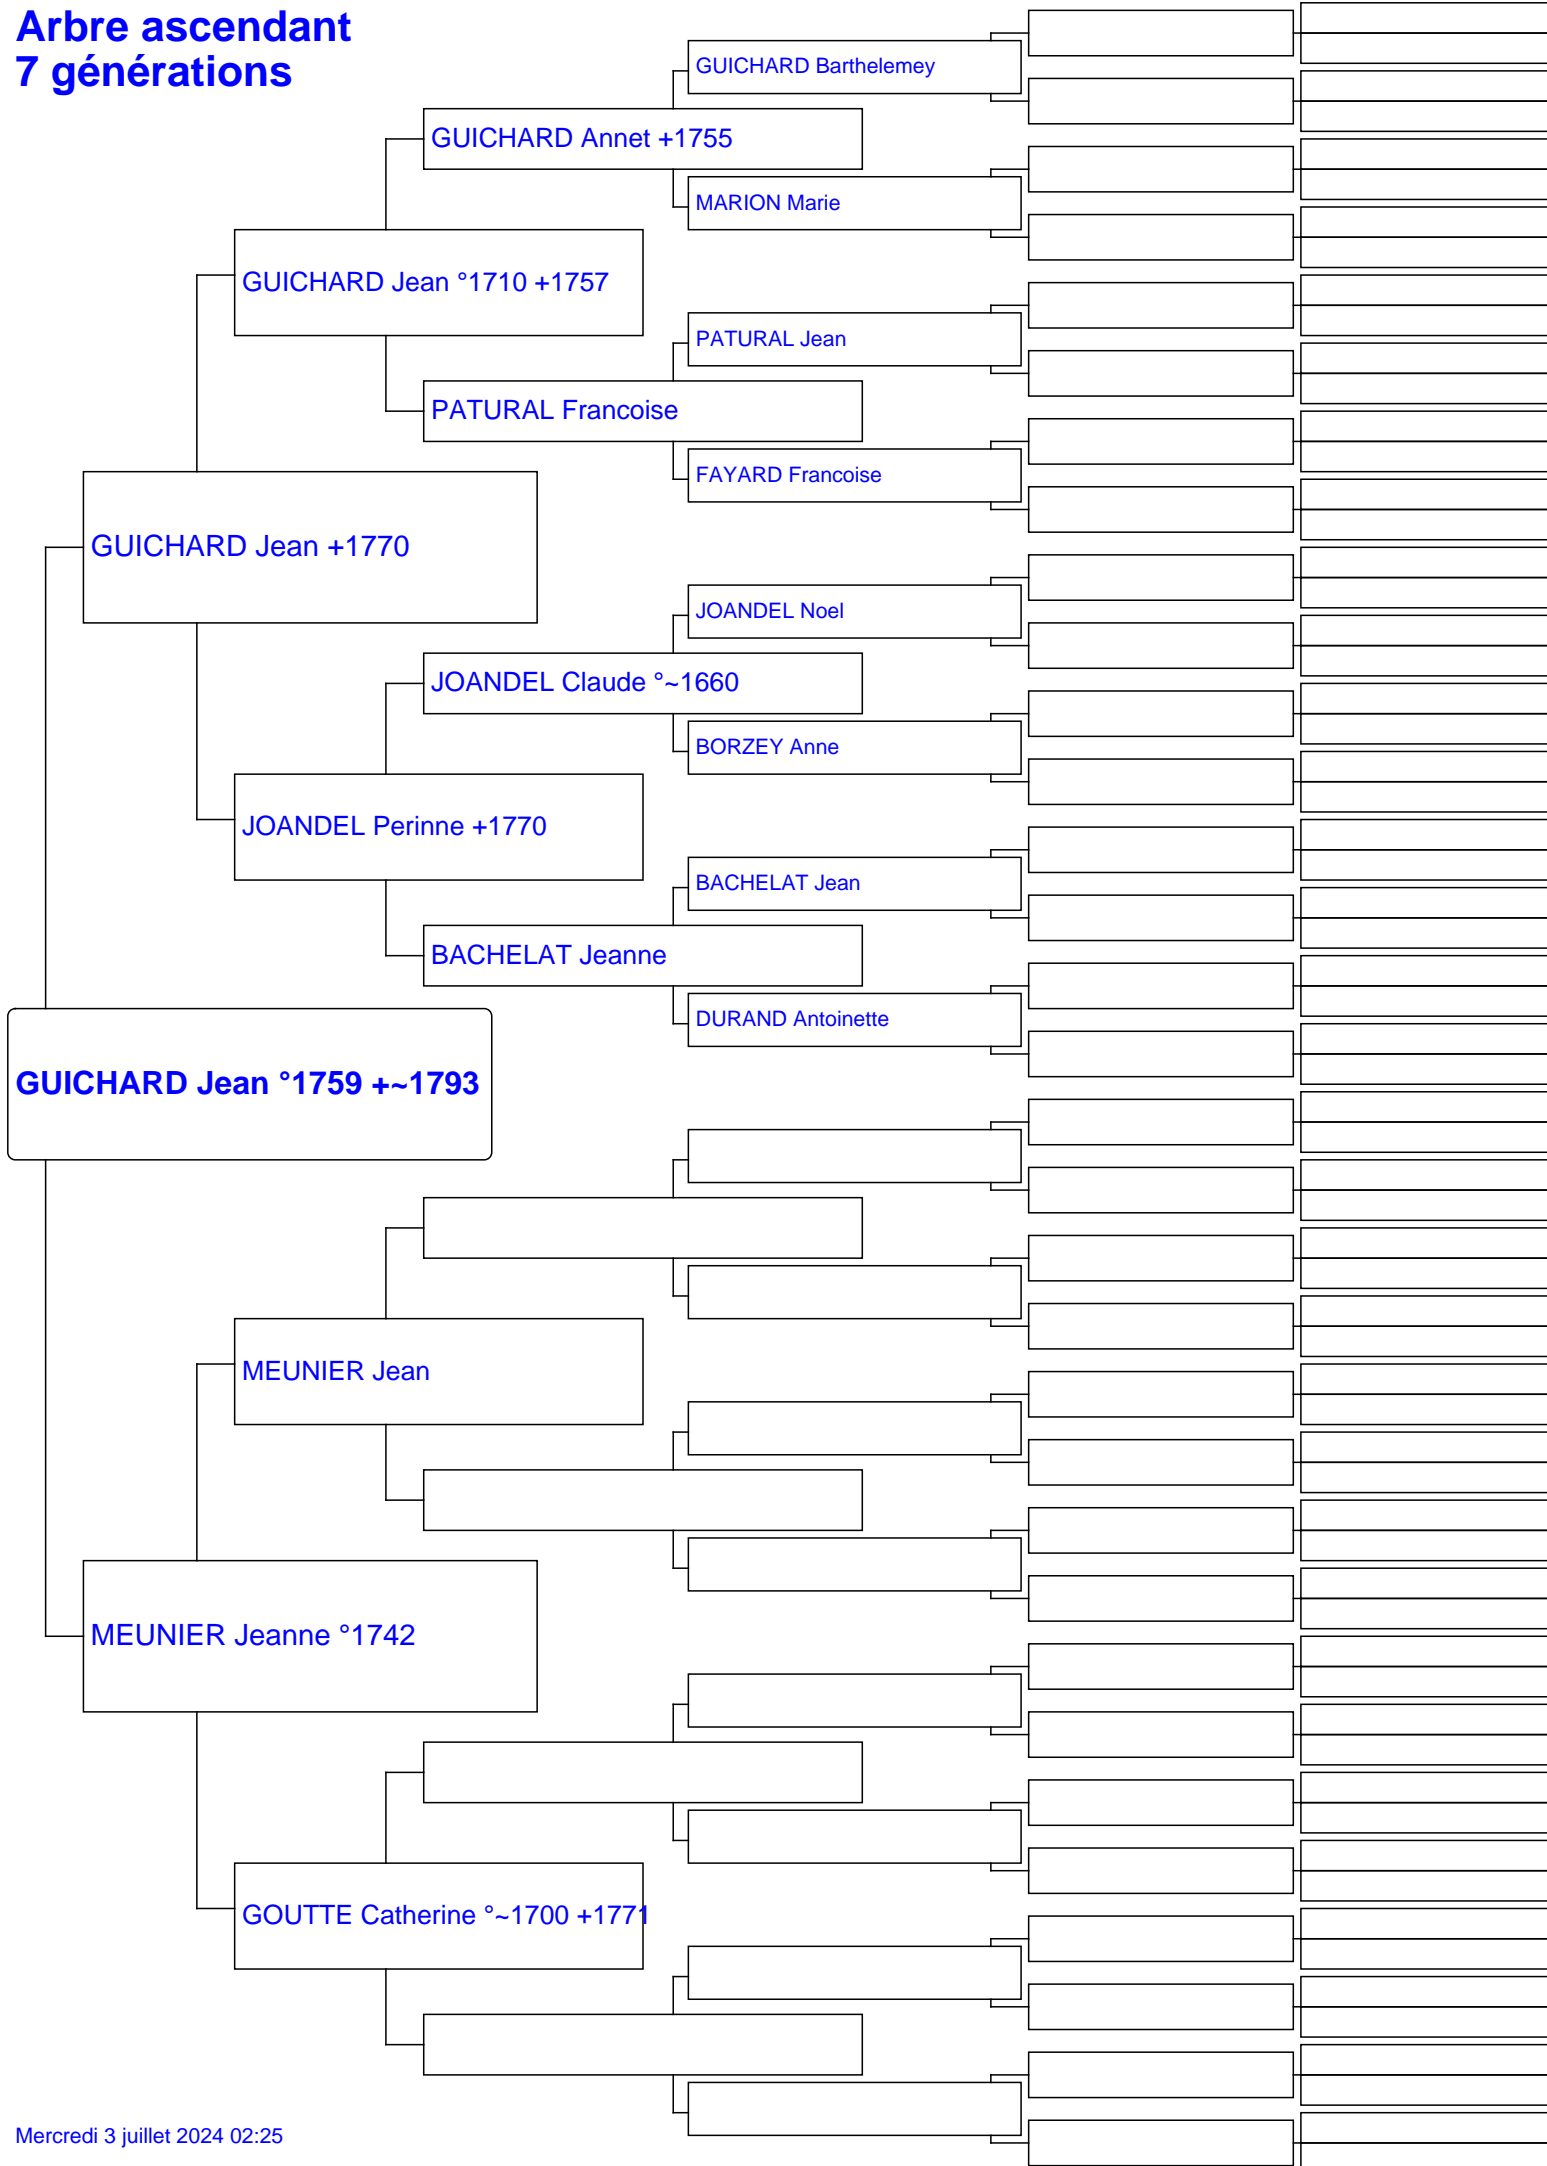 Arbre ascendant
7 générations
GUICHARD Barthelemey
GUICHARD Annet +1755
MARION Marie
GUICHARD Jean °1710 +1757
PATURAL Jean
PATURAL Francoise
FAYARD Francoise
GUICHARD Jean +1770
JOANDEL Noel
JOANDEL Claude °~1660
BORZEY Anne
JOANDEL Perinne +1770
BACHELAT Jean
BACHELAT Jeanne
DURAND Antoinette
GUICHARD Jean °1759 +~1793
MEUNIER Jean
MEUNIER Jeanne °1742
GOUTTE Catherine °~1700 +1771
Mercredi 3 juillet 2024 02:25